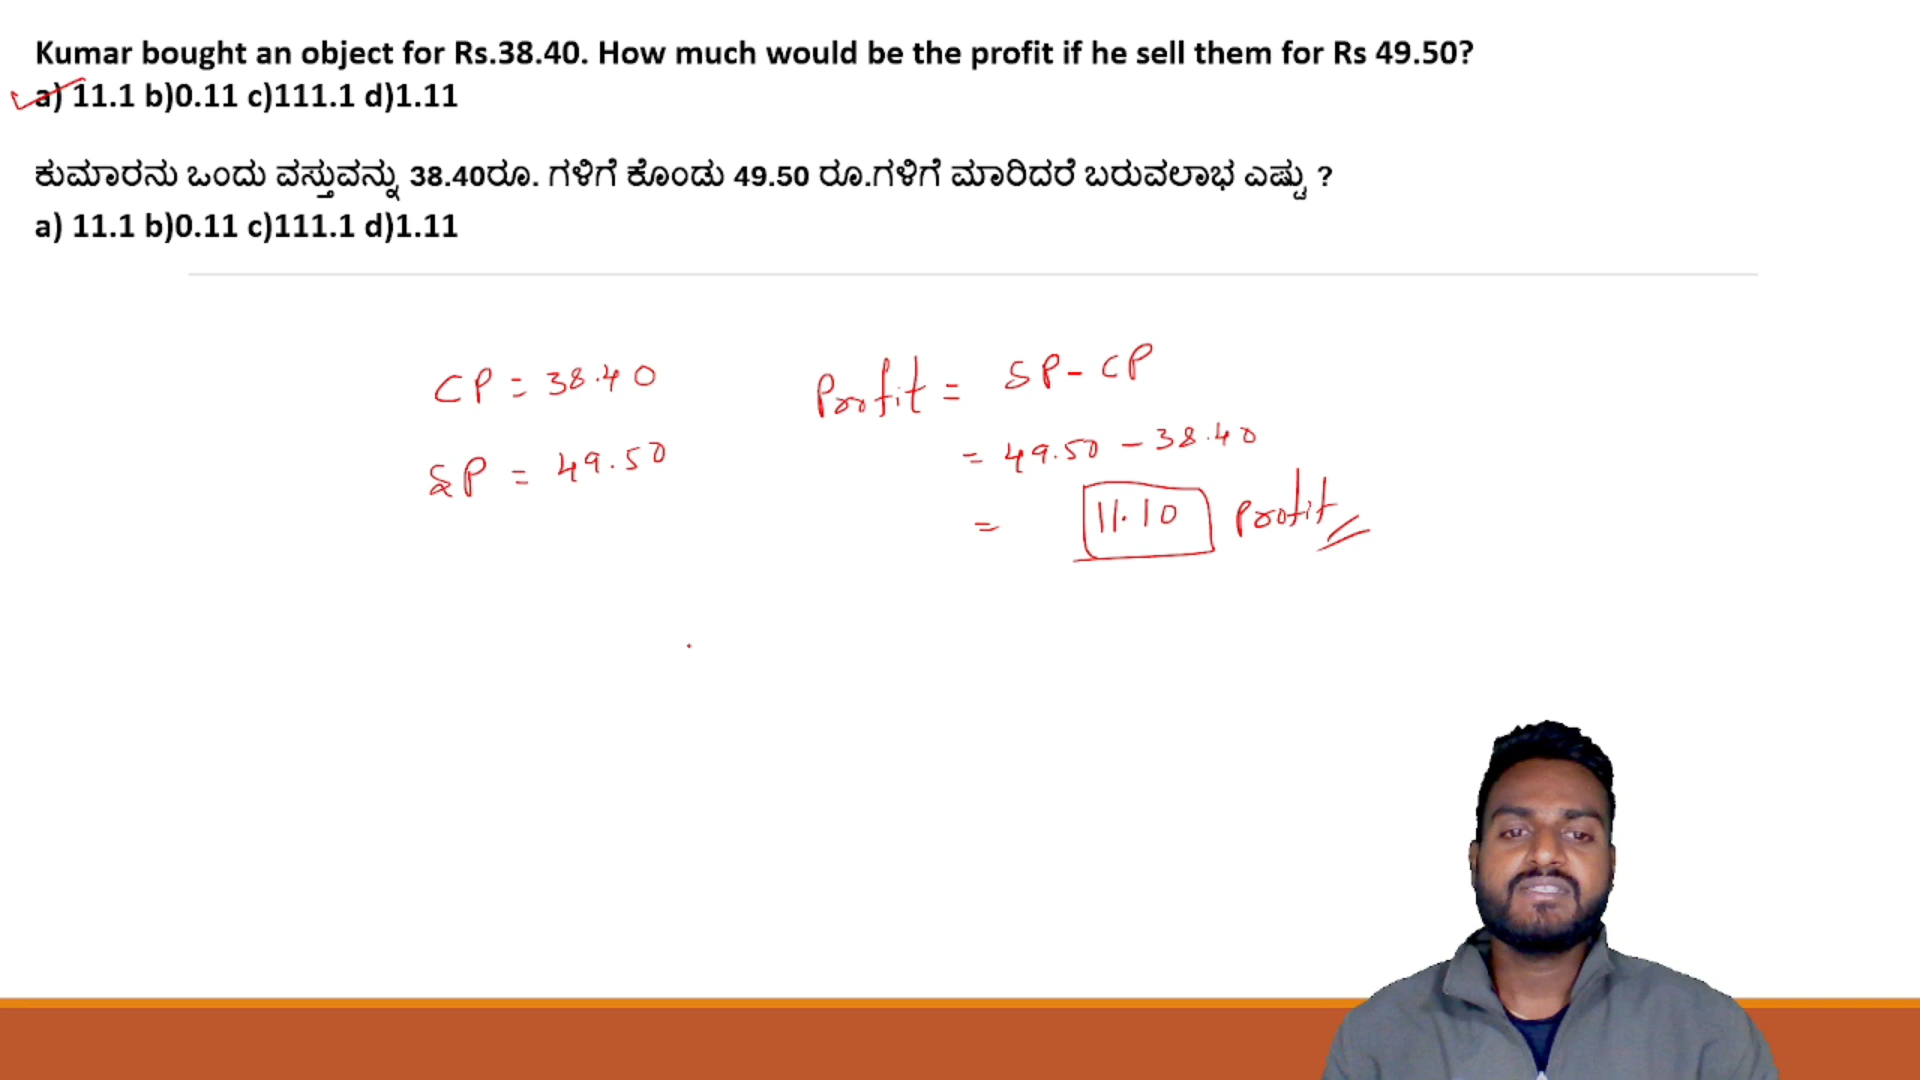 Kumar bought an object for Rs.38.40. How much would be the profit if he sell them for Rs 49.50?
a) 11.1 b)0.11 c)111.1 d)1.11
ಕುಮಾರನು ಒಂದು ವಸ್ತುವನ್ನು 38.40ರೂ. ಗಳಿಗೆ ಕೊಂಡು 49.50 ರೂ.ಗಳಿಗೆ ಮಾರಿದರೆ ಬರುವಲಾಭ ಎಷ್ಟು ?
a) 11.1 b)0.11 c)111.1 d)1.11
CP = 38.40
SP = 49.50
Profit = SP - CP
= 49.50 - 38.40
= 11.10 Profit